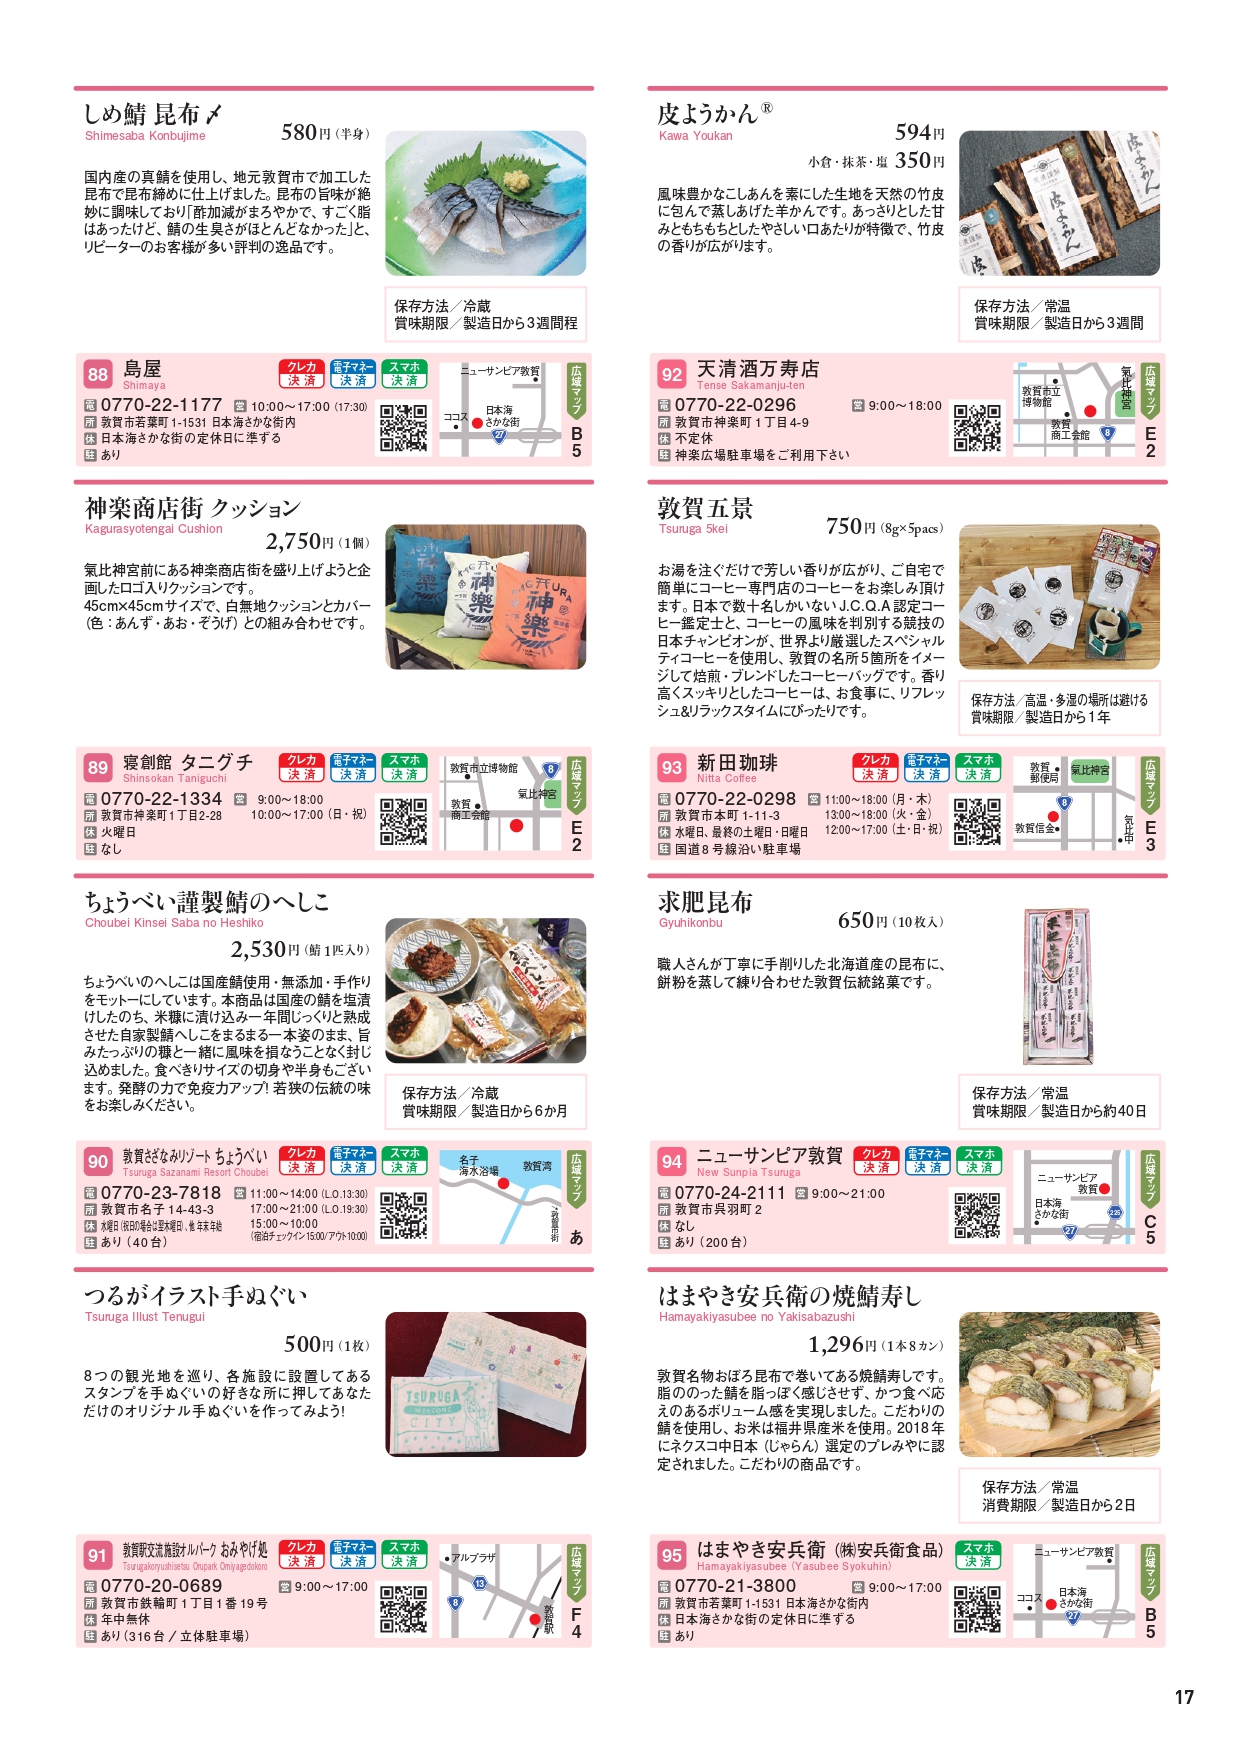 しめ鯖 昆布〆
Shimesaba Konbujime
580円（半身）
国内産の真鯖を使用し、地元敦賀市で加工した
昆布で昆布締めに仕上げました。昆布の旨味が絶
妙に調味しており「酢加減がまろやかで、すごく脂
はあったけど、鯖の生臭さがほとんどなかった」と、
リピーターのお客様が多い評判の逸品です。
保存方法／冷蔵
賞味期限／製造日から3週間程
88 島屋
Shimaya
クレカ決済 電子マネー決済 スマホ決済
電 0770-22-1177 営 10:00～17:00 (17:30)
所 敦賀市若葉町1-1531 日本海さかな街内
休 日本海さかな街の定休日に準ずる
駐 あり
ニューサンピア敦賀
ココス
日本海
さかな街
27
広域マップ
B
5
神楽商店街 クッション
Kagurasyotengai Cushion
2,750円（1個）
氣比神宮前にある神楽商店街を盛り上げようと企
画したロゴ入りクッションです。
45cm×45cmサイズで、白無地クッションとカバー
（色：あんず・あお・ぞうげ）との組み合わせです。
89 寝創館 タニグチ
Shinsokan Taniguchi
クレカ決済 電子マネー決済 スマホ決済
電 0770-22-1334 営 9:00～18:00
10:00～17:00（日・祝）
所 敦賀市神楽町1丁目2-28
休 火曜日
駐 なし
敦賀市立博物館
8
氣比神宮
敦賀
商工会館
広域マップ
E
2
ちょうべい謹製鯖のへしこ
Choubei Kinsei Saba no Heshiko
2,530円（鯖1匹入り）
ちょうべいのへしこは国産鯖使用・無添加・手作り
をモットーにしています。本商品は国産の鯖を塩漬
けしたのち、米糠に漬け込み一年間じっくりと熟成
させた自家製鯖へしこをまるまる一本姿のまま、旨
みたっぷりの糠と一緒に風味を損なうことなく封じ
込めました。食べきりサイズの切身や半身もござい
ます。発酵の力で免疫力アップ! 若狭の伝統の味
をお楽しみください。
保存方法／冷蔵
賞味期限／製造日から6か月
90 敦賀さざなみリゾート ちょうべい
Tsuruga Sazanami Resort Choubei
クレカ決済 電子マネー決済 スマホ決済
電 0770-23-7818 営 11:00～14:00 (L.O.13:30)
17:00～21:00 (L.O.19:30)
15:00～10:00
（宿泊チェックイン15:00/アウト10:00）
所 敦賀市名子14-43-3
休 水曜日（祝日の場合は翌木曜日）、他 年末年始
駐 あり（40台）
名子
海水浴場
敦賀湾
敦賀市街
広域マップ
あ
つるがイラスト手ぬぐい
Tsuruga Illust Tenugui
500円（1枚）
8つの観光地を巡り、各施設に設置してある
スタンプを手ぬぐいの好きな所に押してあなた
だけのオリジナル手ぬぐいを作ってみよう!
TSURUGA
WELCOME
CITY
91 敦賀駅交流施設オルパーク おみやげ処
Tsurugakoryushisetsu Orupark Omiyagedokoro
クレカ決済 電子マネー決済 スマホ決済
電 0770-20-0689 営 9:00～17:00
所 敦賀市鉄輪町1丁目1番19号
休 年中無休
駐 あり（316台 / 立体駐車場）
アルプラザ
13
8
敦賀駅
広域マップ
F
4
皮ようかん®
Kawa Youkan
594円
小倉・抹茶・塩 350円
風味豊かなこしあんを素にした生地を天然の竹皮
に包んで蒸しあげた羊かんです。あっさりとした甘
みともちもちとしたやさしい口あたりが特徴で、竹皮
の香りが広がります。
皮ようかん
保存方法／常温
賞味期限／製造日から3週間
92 天清酒万寿店
Tense Sakamanju-ten
電 0770-22-0296 営 9:00～18:00
所 敦賀市神楽町1丁目4-9
休 不定休
駐 神楽広場駐車場をご利用下さい
敦賀市立
博物館
氣比神宮
敦賀
商工会館
8
広域マップ
E
2
敦賀五景
Tsuruga 5kei
750円（8g×5pacs）
お湯を注ぐだけで芳しい香りが広がり、ご自宅で
簡単にコーヒー専門店のコーヒーをお楽しみ頂け
ます。日本で数十名しかいないJ.C.Q.A認定コー
ヒー鑑定士と、コーヒーの風味を判別する競技の
日本チャンピオンが、世界より厳選したスペシャル
ティコーヒーを使用し、敦賀の名所5箇所をイメー
ジして焙煎・ブレンドしたコーヒーバッグです。香り
高くスッキリとしたコーヒーは、お食事に、リフレッ
シュ&リラックスタイムにぴったりです。
保存方法／高温・多湿の場所は避ける
賞味期限／製造日から1年
93 新田珈琲
Nitta Coffee
クレカ決済 電子マネー決済 スマホ決済
電 0770-22-0298 営 11:00～18:00（月・木）
13:00～18:00（火・金）
12:00～17:00（土・日・祝）
所 敦賀市本町1-11-3
休 水曜日、最終の土曜日・日曜日
駐 国道8号線沿い駐車場
敦賀
郵便局
氣比神宮
8
敦賀信金
気比中
広域マップ
E
3
求肥昆布
Gyuhikonbu
650円（10枚入）
職人さんが丁寧に手削りした北海道産の昆布に、
餅粉を蒸して練り合わせた敦賀伝統銘菓です。
求肥昆布
保存方法／常温
賞味期限／製造日から約40日
94 ニューサンピア敦賀
New Sunpia Tsuruga
クレカ決済 電子マネー決済 スマホ決済
電 0770-24-2111 営 9:00～21:00
所 敦賀市呉羽町2
休 なし
駐 あり（200台）
ニューサンピア
敦賀
日本海
さかな街
225
27
広域マップ
C
5
はまやき安兵衛の焼鯖寿し
Hamayakiyasubee no Yakisabazushi
1,296円（1本8カン）
敦賀名物おぼろ昆布で巻いてある焼鯖寿しです。
脂ののった鯖を脂っぽく感じさせず、かつ食べ応
えのあるボリューム感を実現しました。こだわりの
鯖を使用し、お米は福井県産米を使用。2018年
にネクスコ中日本（じゃらん）選定のプレみやに認
定されました。こだわりの商品です。
保存方法／常温
消費期限／製造日から2日
95 はまやき安兵衛（㈱安兵衛食品）
Hamayakiyasubee (Yasubee Syokuhin)
スマホ決済
電 0770-21-3800 営 9:00～17:00
所 敦賀市若葉町1-1531 日本海さかな街内
休 日本海さかな街の定休日に準ずる
駐 あり
ニューサンピア敦賀
ココス
日本海
さかな街
27
広域マップ
B
5
17